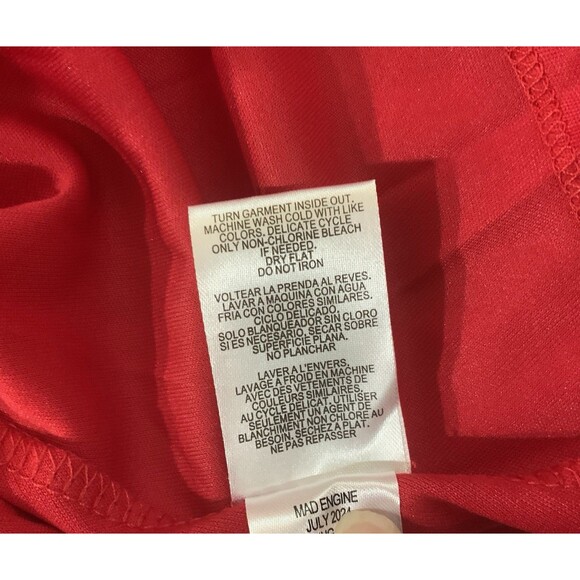 TURN GARMENT INSIDE OUT.
MACHINE WASH COLD WITH LIKE
COLORS. DELICATE CYCLE
ONLY NON-CHLORINE BLEACH
IF NEEDED.
DRY FLAT
DO NOT IRON
VOLTEAR LA PRENDA AL REVES.
LAVAR A MAQUINA CON AGUA
FRIA CON COLORES SIMILARES.
CICLO DELICADO.
SOLO BLANQUEADOR SIN CLORO
SI ES NECESARIO, SECAR SOBRE
SUPERFICIE PLANA.
NO PLANCHAR
LAVER A L'ENVERS,
LAVAGE A FROID EN MACHINE
AVEC DES VETEMENTS DE
COULEURS SIMILAIRES.
AU CYCLE DELICAT, UTILISER
SEULEMENT UN AGENT DE
BLANCHIMENT NON CHLORE AU
BESOIN, SECHEZ A PLAT.
NE PAS REPASSER
MAD ENGINE
JULY 2024